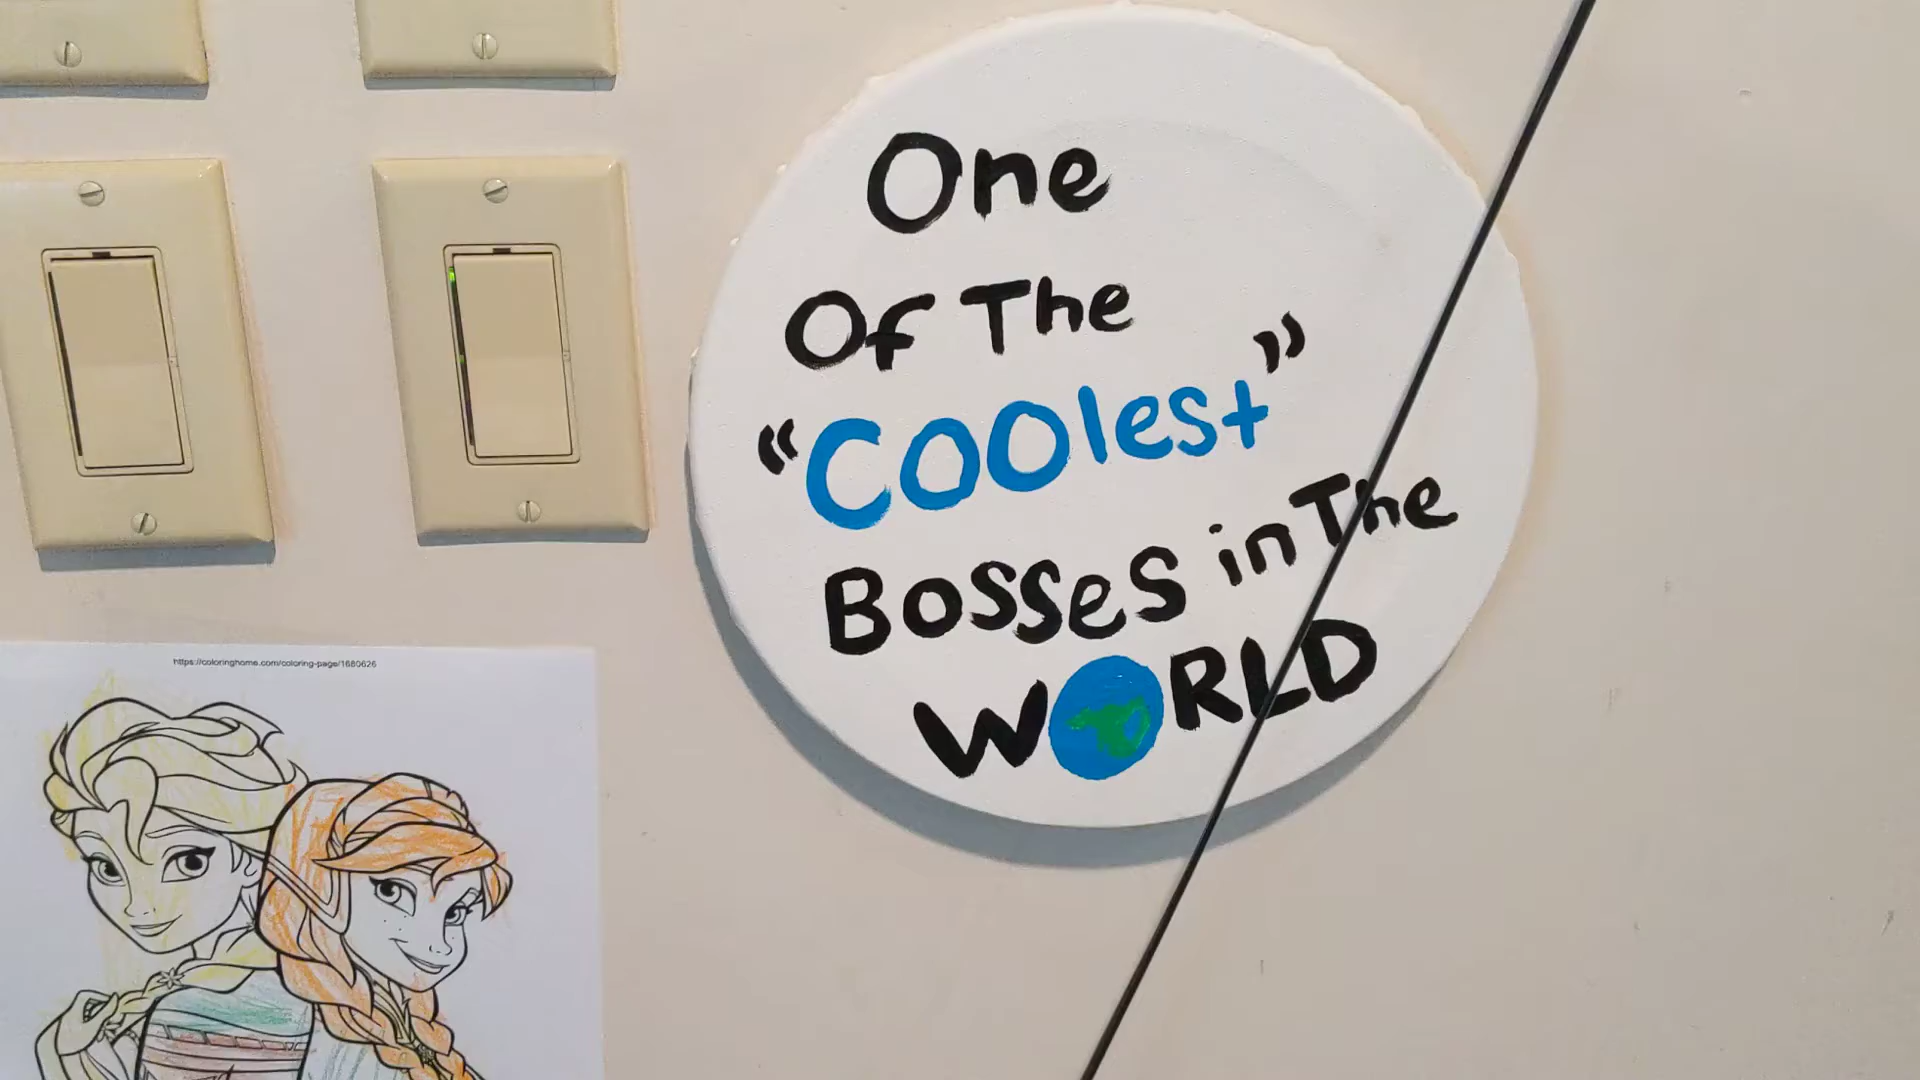 One
Of The
"Coolest"
Bosses in The
WORLD
https://coloringhome.com/coloring-page/1680626